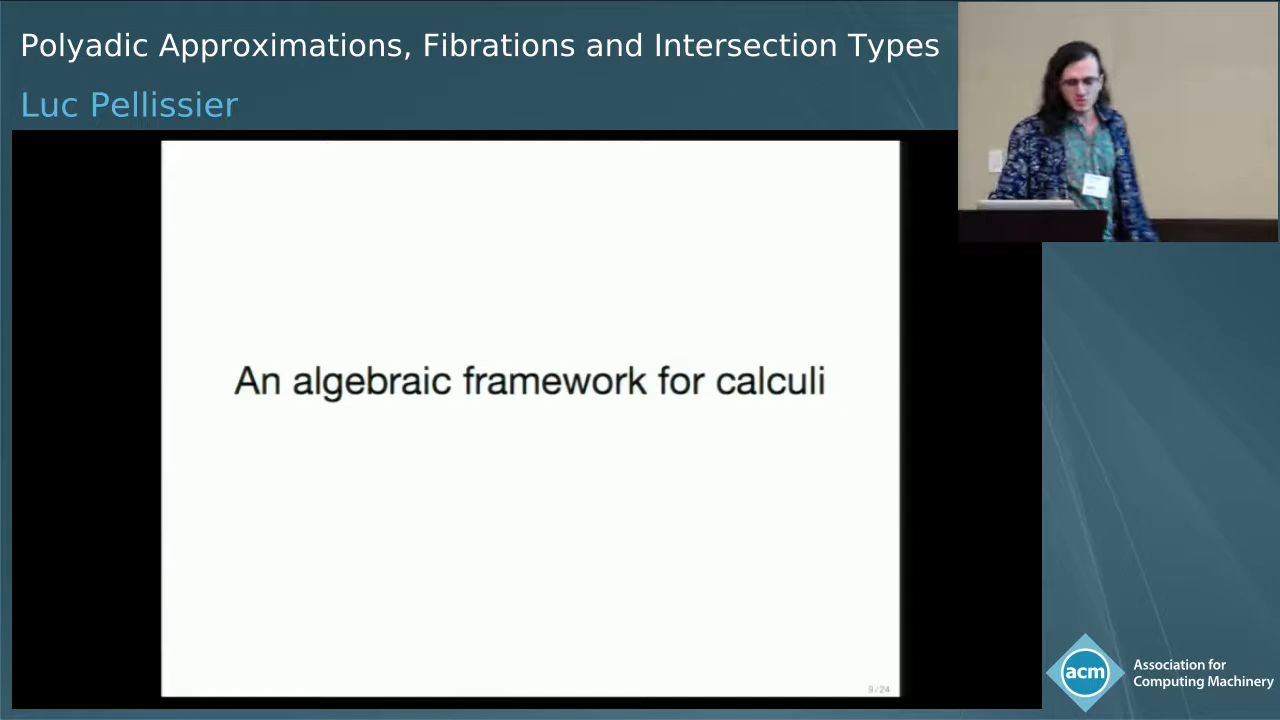 Polyadic Approximations, Fibrations and Intersection Types
Luc Pellissier
An algebraic framework for calculi
9/24
acm
Association for
Computing Machinery